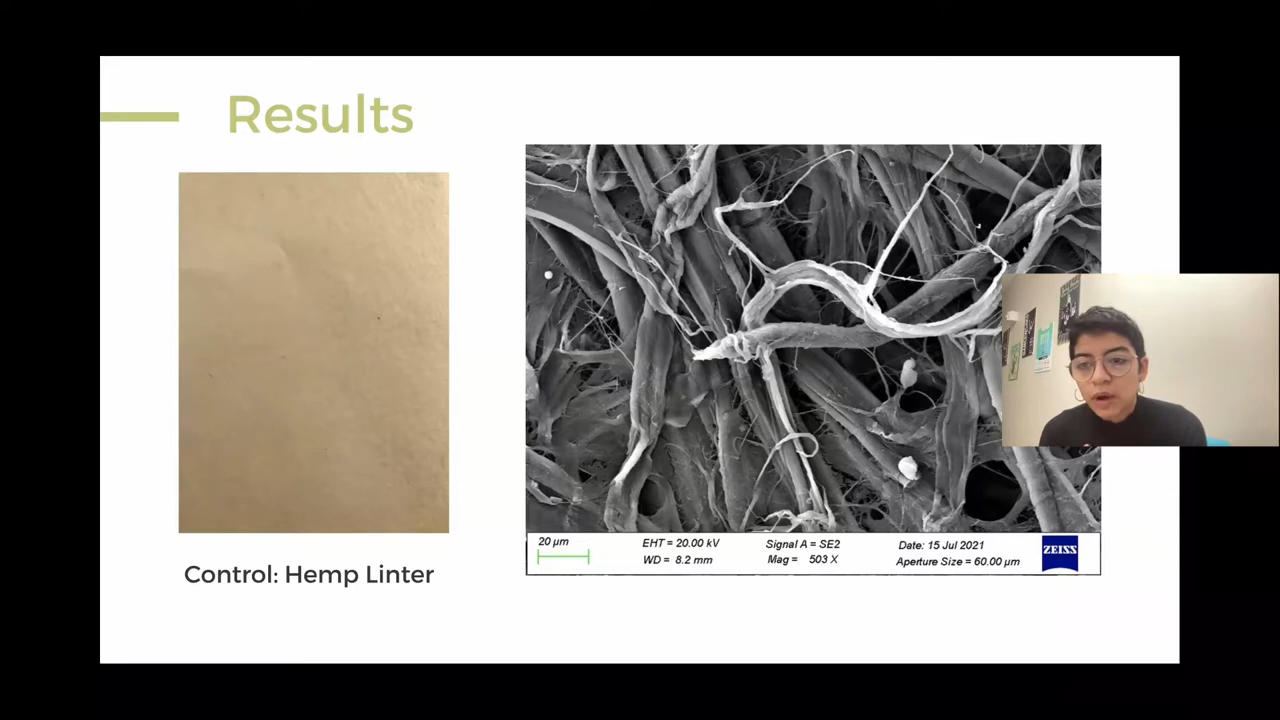 Results
Control: Hemp Linter
20 µm
EHT = 20.00 kV
WD = 8.2 mm
Signal A = SE2
Mag = 503 X
Date: 15 Jul 2021
Aperture Size = 60.00 µm
ZEISS